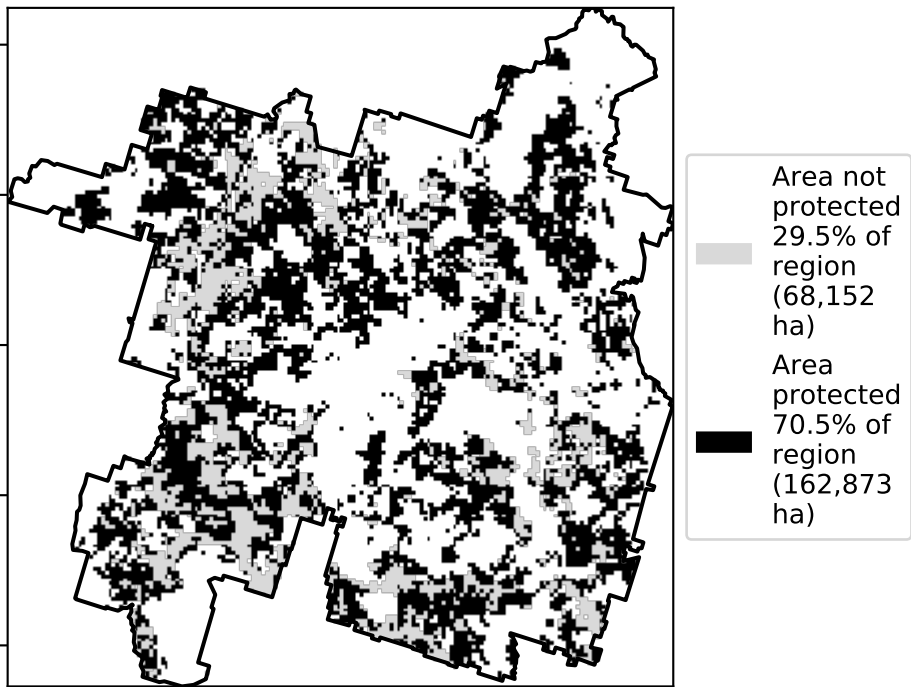 Area not
protected
29.5% of
region
(68,152
ha)
Area
protected
70.5% of
region
(162,873
ha)